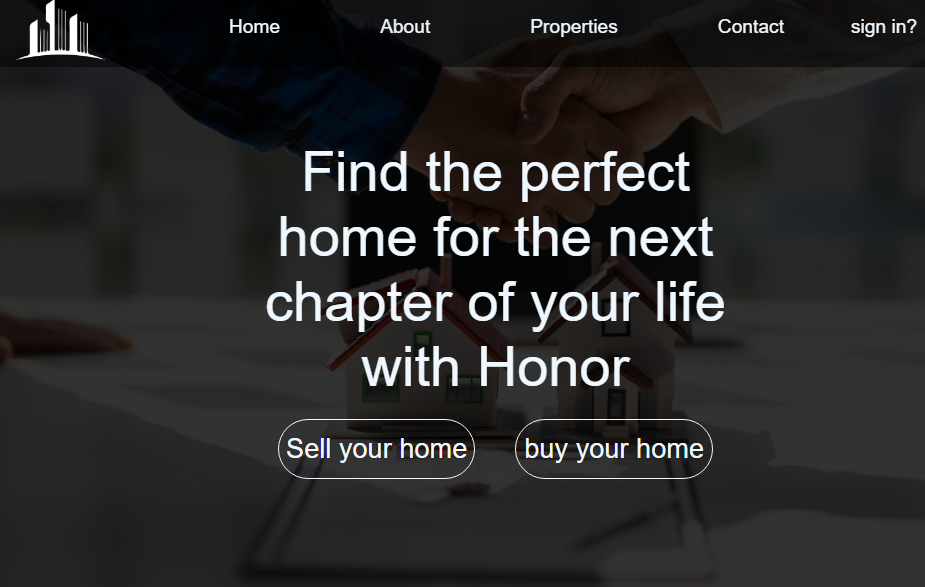 Home About Properties Contact sign in?
Find the perfect
home for the next
chapter of your life
with Honor
Sell your home buy your home